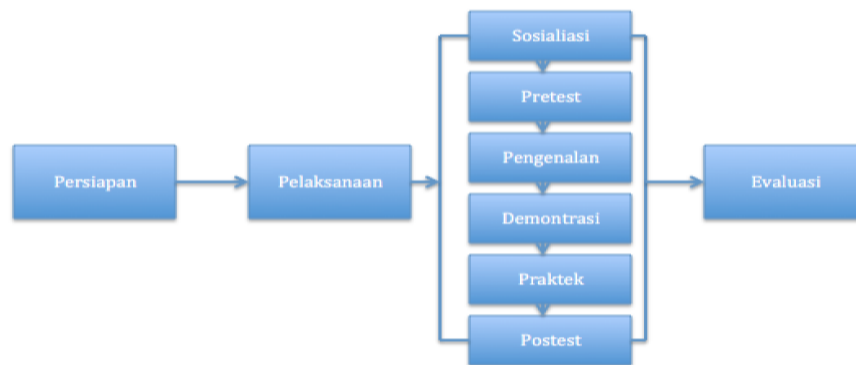 Persiapan
Pelaksanaan
Sosialiasi
Pretest
Pengenalan
Demontrasi
Praktek
Postest
Evaluasi